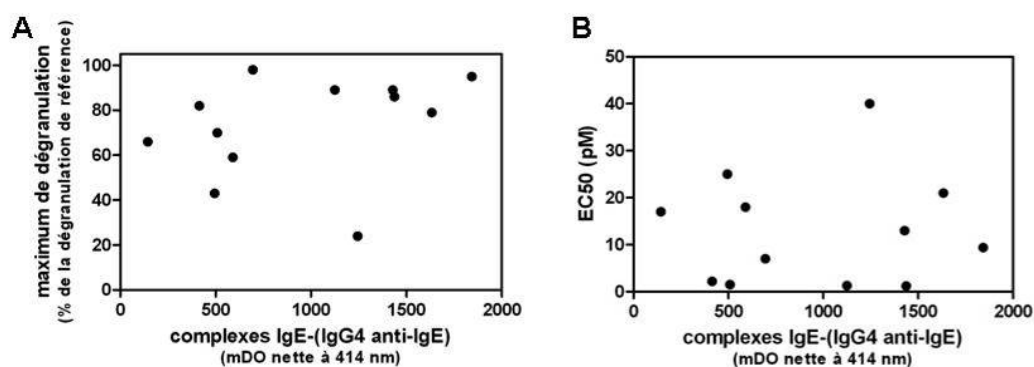 A
maximum de dégranulation
(% de la dégranulation de référence)
100
80
60
40
20
0
0 500 1000 1500 2000
complexes IgE-(IgG4 anti-IgE)
(mDO nette à 414 nm)
B
EC50 (pM)
50
40
30
20
10
0
0 500 1000 1500 2000
complexes IgE-(IgG4 anti-IgE)
(mDO nette à 414 nm)